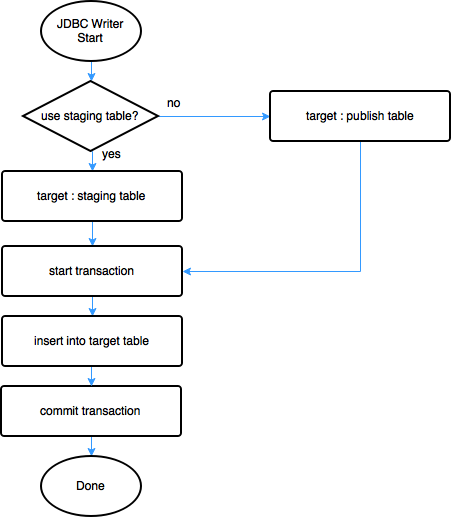 JDBC Writer
Start
use staging table?
no
target : publish table
yes
target : staging table
start transaction
insert into target table
commit transaction
Done